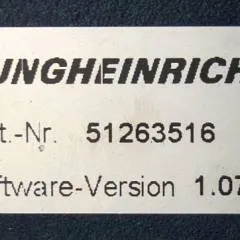 UNGHEINRICH
t.-Nr. 51263516
ftware-Version 1.07